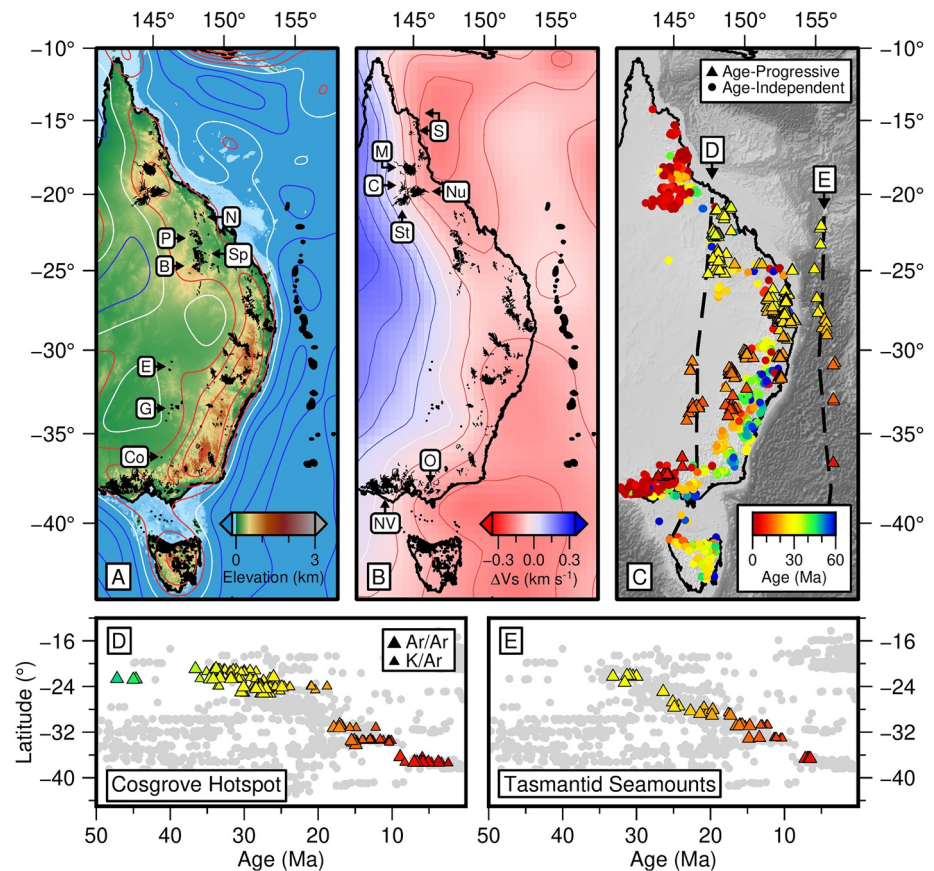 145° 150° 155° 145° 150° 155° 145° 150° 155°
−10° −10°
▲ Age-Progressive
● Age-Independent
−15° −15°
S
M D
C Nu E
−20° −20°
N St
P
Sp
B
−25° −25°
−30° −30°
E
G
−35° −35°
Co O
NV
−40° −40°
0 3 −0.3 0.0 0.3 0 30 60
A Elevation (km) B ΔVs (km s⁻¹) C Age (Ma)
D ▲ Ar/Ar E
▲ K/Ar
−16 −16
−24 −24
Latitude (°)
−32 −32
−40 −40
Cosgrove Hotspot Tasmantid Seamounts
50 40 30 20 10 50 40 30 20 10
Age (Ma) Age (Ma)